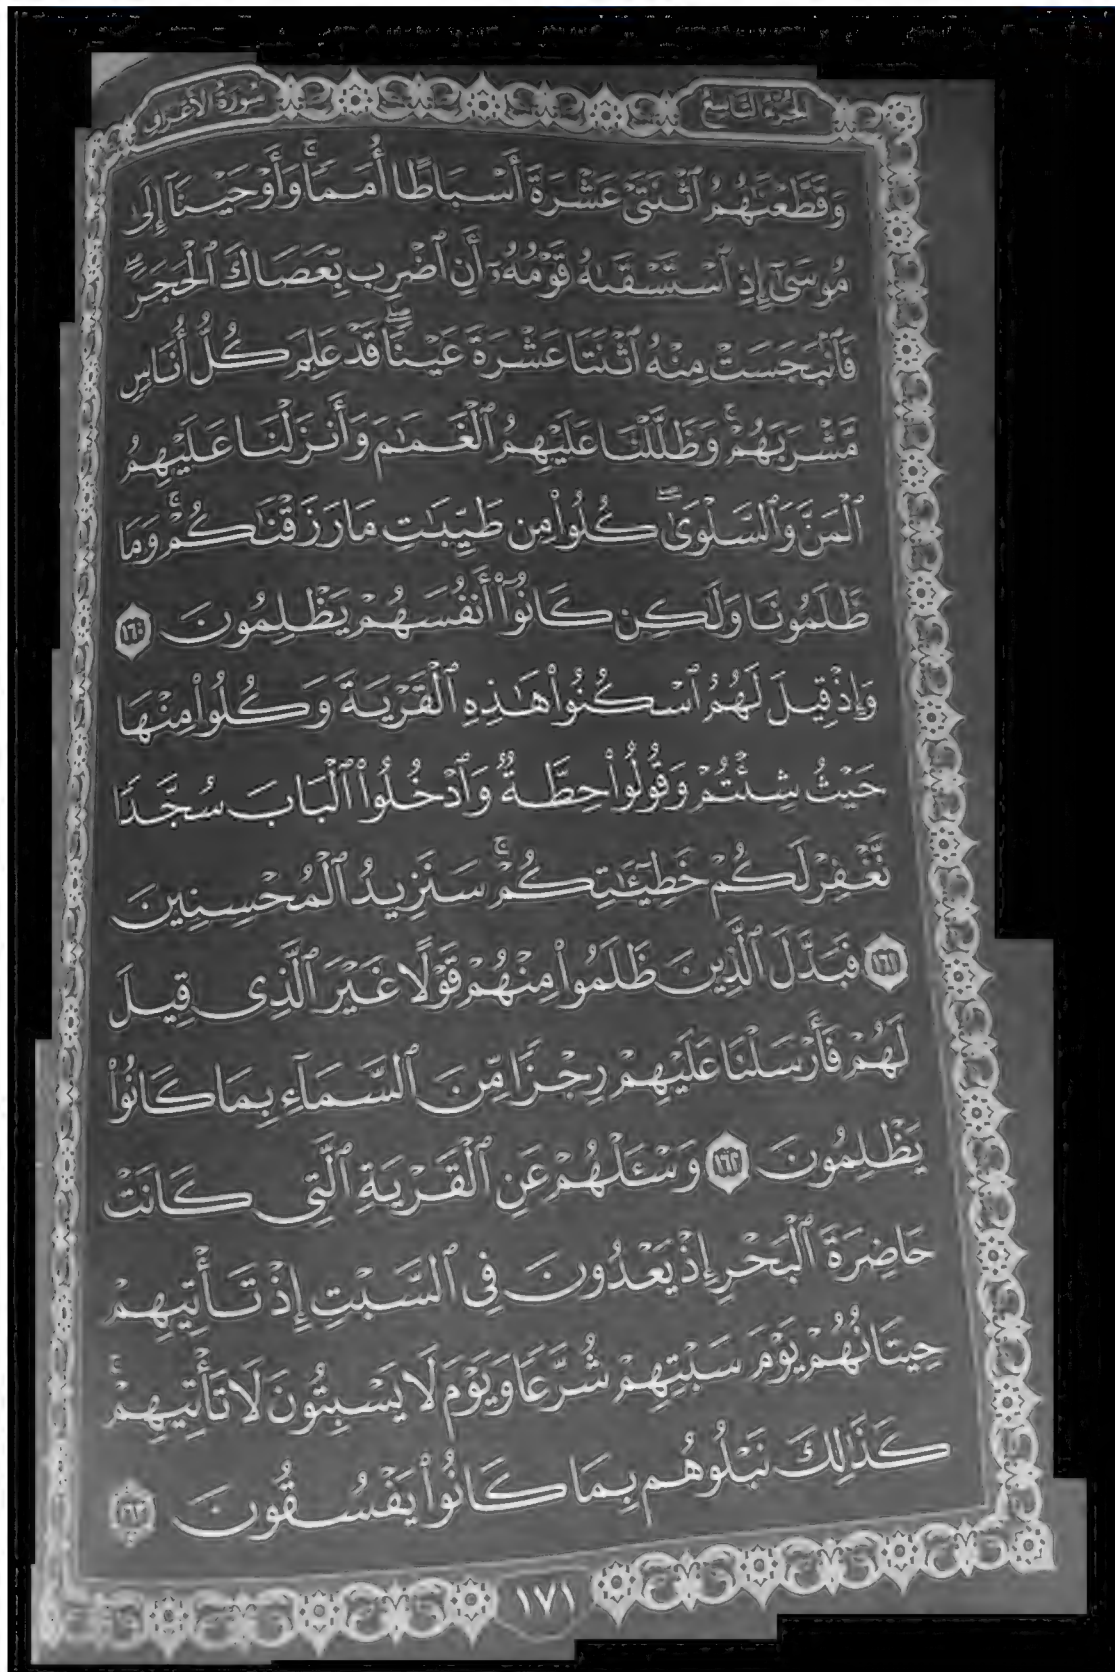 الجزء التاسع
سورة الأعراف
وَقَطَّعْنَٰهُمُ ٱثْنَتَىْ عَشْرَةَ أَسْبَاطًا أُمَمًا ۚ وَأَوْحَيْنَآ إِلَىٰ
مُوسَىٰٓ إِذِ ٱسْتَسْقَىٰهُ قَوْمُهُۥٓ أَنِ ٱضْرِب بِّعَصَاكَ ٱلْحَجَرَ ۖ
فَٱنۢبَجَسَتْ مِنْهُ ٱثْنَتَا عَشْرَةَ عَيْنًا ۖ قَدْ عَلِمَ كُلُّ أُنَاسٍ
مَّشْرَبَهُمْ ۚ وَظَلَّلْنَا عَلَيْهِمُ ٱلْغَمَٰمَ وَأَنزَلْنَا عَلَيْهِمُ
ٱلْمَنَّ وَٱلسَّلْوَىٰ ۖ كُلُوا۟ مِن طَيِّبَٰتِ مَا رَزَقْنَٰكُمْ ۚ وَمَا
ظَلَمُونَا وَلَٰكِن كَانُوٓا۟ أَنفُسَهُمْ يَظْلِمُونَ ١٦٠
وَإِذْ قِيلَ لَهُمُ ٱسْكُنُوا۟ هَٰذِهِ ٱلْقَرْيَةَ وَكُلُوا۟ مِنْهَا
حَيْثُ شِئْتُمْ وَقُولُوا۟ حِطَّةٌ وَٱدْخُلُوا۟ ٱلْبَابَ سُجَّدًا
نَّغْفِرْ لَكُمْ خَطِيٓـَٰٔتِكُمْ ۚ سَنَزِيدُ ٱلْمُحْسِنِينَ
١٦١ فَبَدَّلَ ٱلَّذِينَ ظَلَمُوا۟ مِنْهُمْ قَوْلًا غَيْرَ ٱلَّذِى قِيلَ
لَهُمْ فَأَرْسَلْنَا عَلَيْهِمْ رِجْزًا مِّنَ ٱلسَّمَآءِ بِمَا كَانُوا۟
يَظْلِمُونَ ١٦٢ وَسْـَٔلْهُمْ عَنِ ٱلْقَرْيَةِ ٱلَّتِى كَانَتْ
حَاضِرَةَ ٱلْبَحْرِ إِذْ يَعْدُونَ فِى ٱلسَّبْتِ إِذْ تَأْتِيهِمْ
حِيتَانُهُمْ يَوْمَ سَبْتِهِمْ شُرَّعًا وَيَوْمَ لَا يَسْبِتُونَ ۙ لَا تَأْتِيهِمْ ۚ
كَذَٰلِكَ نَبْلُوهُم بِمَا كَانُوا۟ يَفْسُقُونَ ١٦٣
١٧١